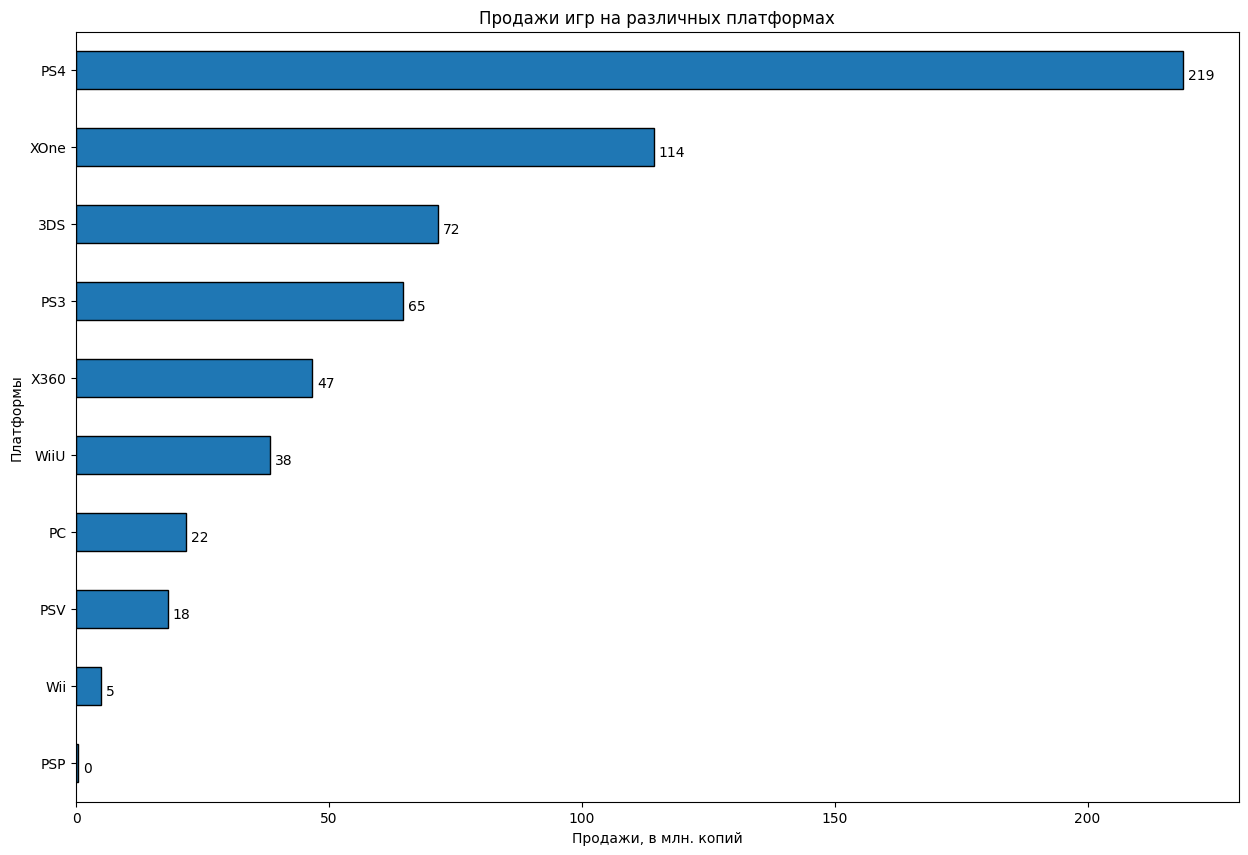 Продажи игр на различных платформах
PS4
219
XOne
114
3DS
72
PS3
65
X360
47
WiiU
38
PC
22
PSV
18
Wii
5
PSP
0
Платформы
0 50 100 150 200
Продажи, в млн. копий